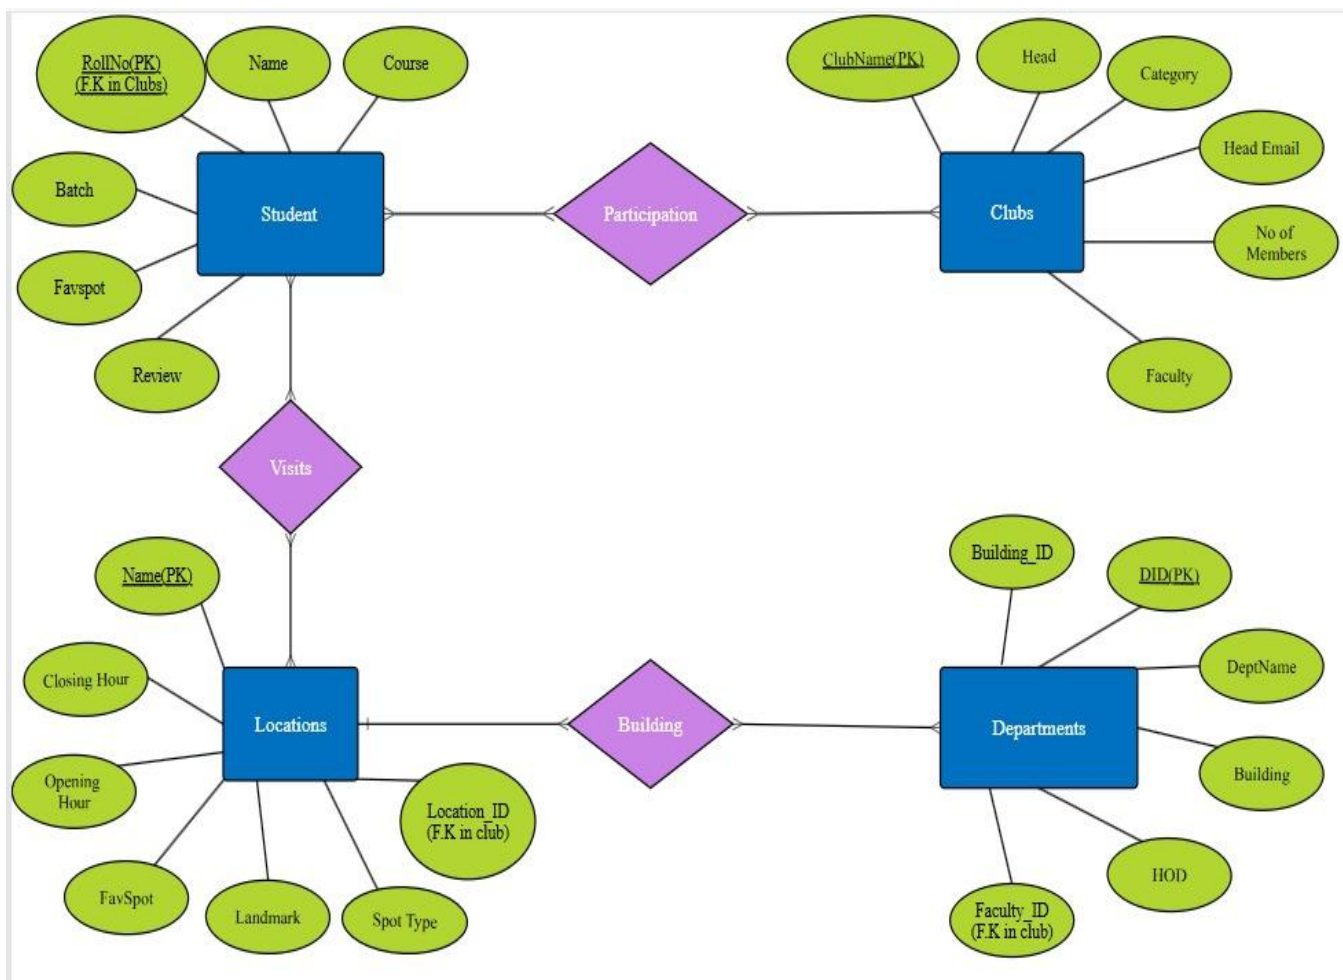 RollNo(PK)
(F.K in Clubs)
Name
Course
Batch
Student
Favspot
Review
Participation
ClubName(PK)
Head
Category
Head Email
Clubs
No of
Members
Faculty
Visits
Name(PK)
Closing Hour
Locations
Opening
Hour
Location_ID
(F.K in club)
FavSpot
Landmark
Spot Type
Building
Building_ID
DID(PK)
DeptName
Departments
Building
HOD
Faculty_ID
(F.K in club)